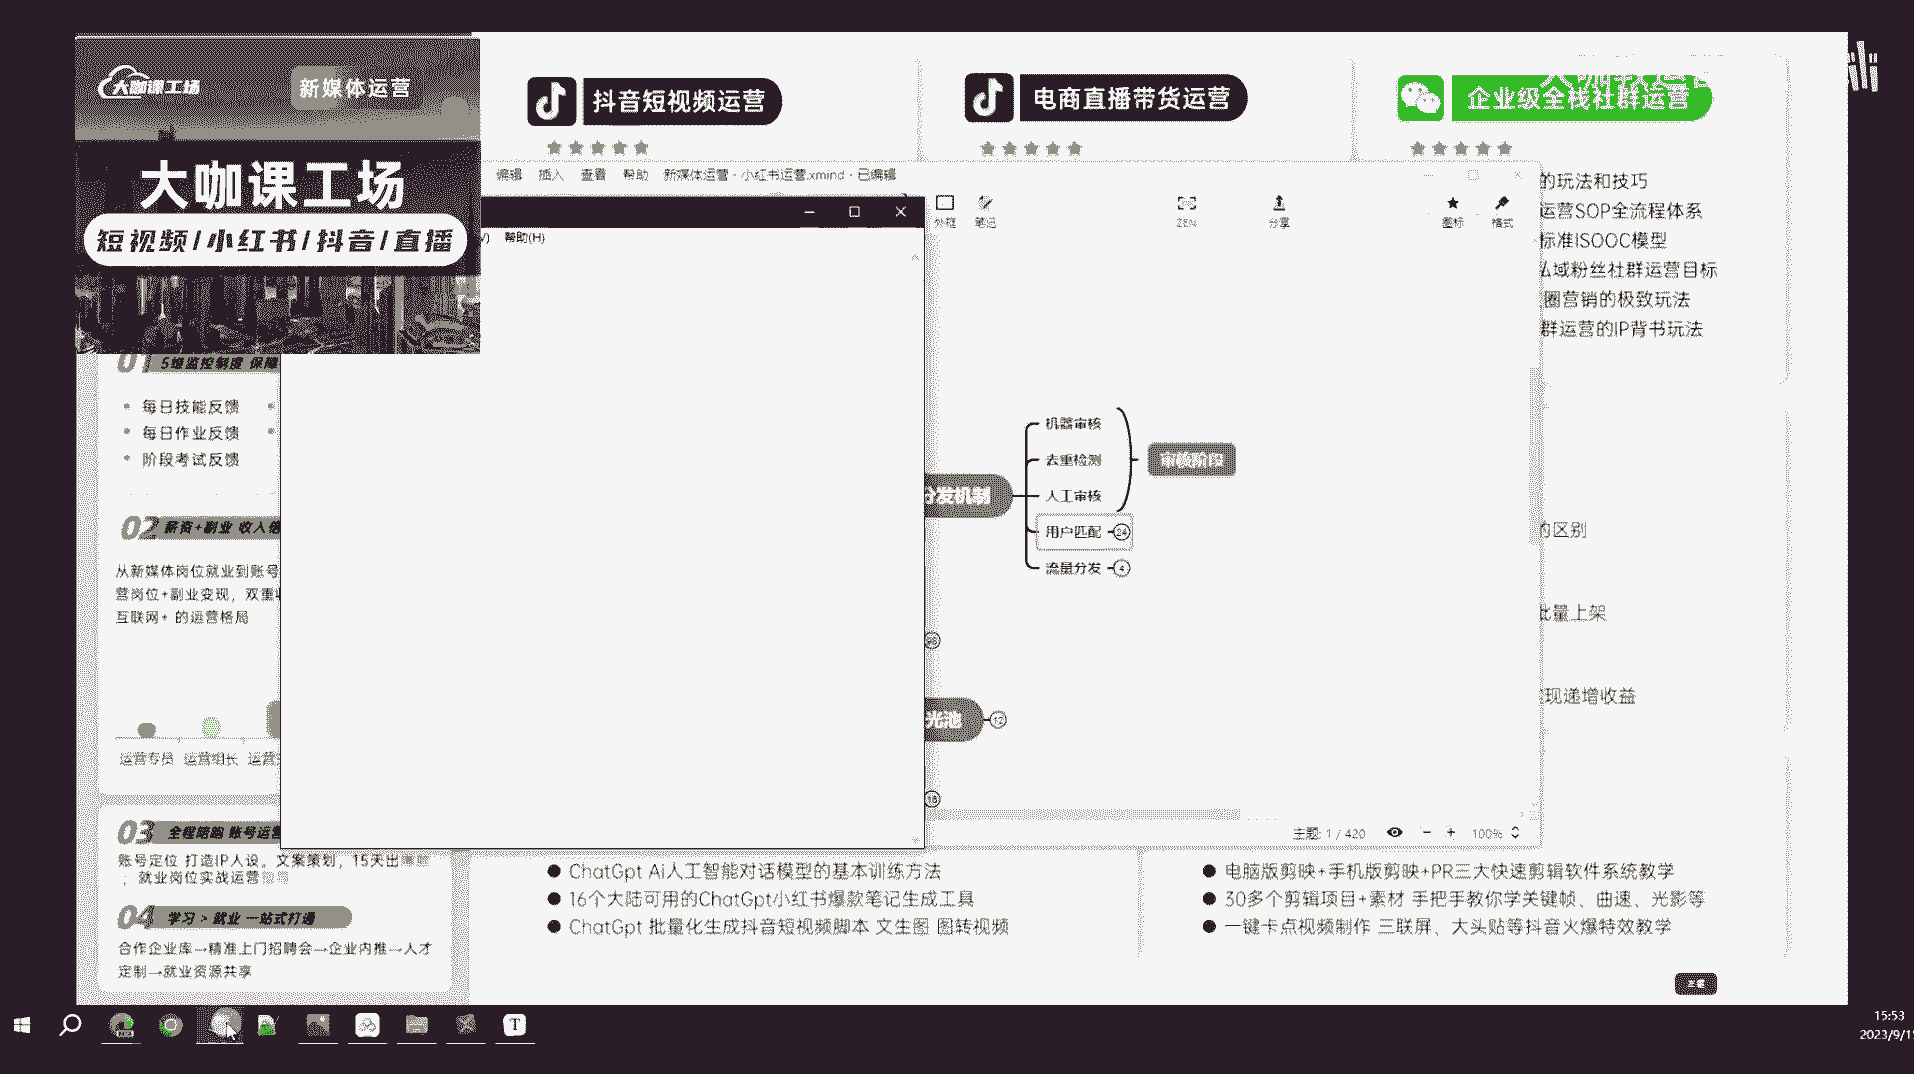 大咖课工场
新媒体运营
大咖课工场
短视频/小红书/抖音/直播
抖音短视频运营
电商直播带货运营
企业级全栈社群运营
编辑 插入 查看 帮助 新媒体运营 - 小红书运营.xmind - 已编辑
外框 笔记 分享 图标 格式
帮助(H)
的玩法和技巧
运营SOP全流程体系
标准ISOOC模型
私域粉丝社群运营目标
圈营销的极致玩法
群运营的IP背书玩法
01 5维监控制度 保障
每日技能反馈
每日作业反馈
阶段考试反馈
02 薪资+副业 收入倍
从新媒体岗位就业到账号
营岗位+副业变现，双重
互联网+ 的运营格局
运营专员 运营组长 运营
分发机制
机器审核
去重检测
人工审核
用户匹配 24
流量分发 4
审核阶段
光池 12
16
的区别
批量上架
现递增收益
主题: 1 / 420
100%
03 全程陪跑 账号运营
账号定位 打造IP人设。文案策划，15天出
；就业岗位实战运营
04 学习 > 就业 一站式打通
合作企业库→精准上门招聘会→企业内推→人才
定制→就业资源共享
ChatGpt Ai人工智能对话模型的基本训练方法
16个大陆可用的ChatGpt小红书爆款笔记生成工具
ChatGpt 批量化生成抖音短视频脚本 文生图 图转视频
电脑版剪映+手机版剪映+PR三大快速剪辑软件系统教学
30多个剪辑项目+素材 手把手教你学关键帧、曲速、光影等
一键卡点视频制作 三联屏、大头贴等抖音火爆特效教学
T
15:53
2023/9/1